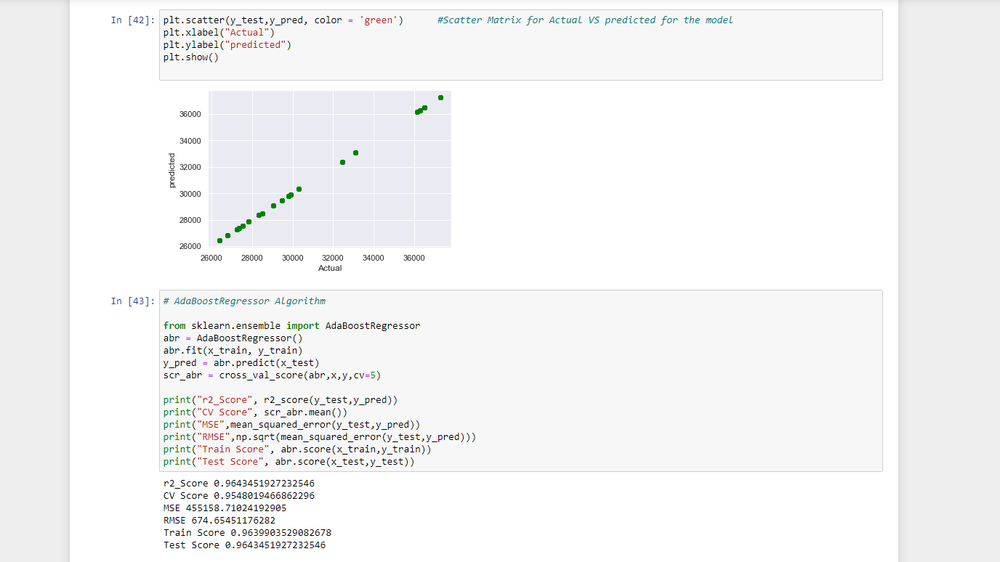 In [42]: plt.scatter(y_test,y_pred, color = 'green')      #Scatter Matrix for Actual VS predicted for the model
plt.xlabel("Actual")
plt.ylabel("predicted")
plt.show()
36000
34000
32000
30000
28000
26000
predicted
26000 28000 30000 32000 34000 36000
Actual
In [43]: # AdaBoostRegressor Algorithm
from sklearn.ensemble import AdaBoostRegressor
abr = AdaBoostRegressor()
abr.fit(x_train, y_train)
y_pred = abr.predict(x_test)
scr_abr = cross_val_score(abr,x,y,cv=5)
print("r2_Score", r2_score(y_test,y_pred))
print("CV Score", scr_abr.mean())
print("MSE",mean_squared_error(y_test,y_pred))
print("RMSE",np.sqrt(mean_squared_error(y_test,y_pred)))
print("Train Score", abr.score(x_train,y_train))
print("Test Score", abr.score(x_test,y_test))
r2_Score 0.9643451927232546
CV Score 0.9548019466862296
MSE 455158.71024192905
RMSE 674.65451176282
Train Score 0.9639903529082678
Test Score 0.9643451927232546